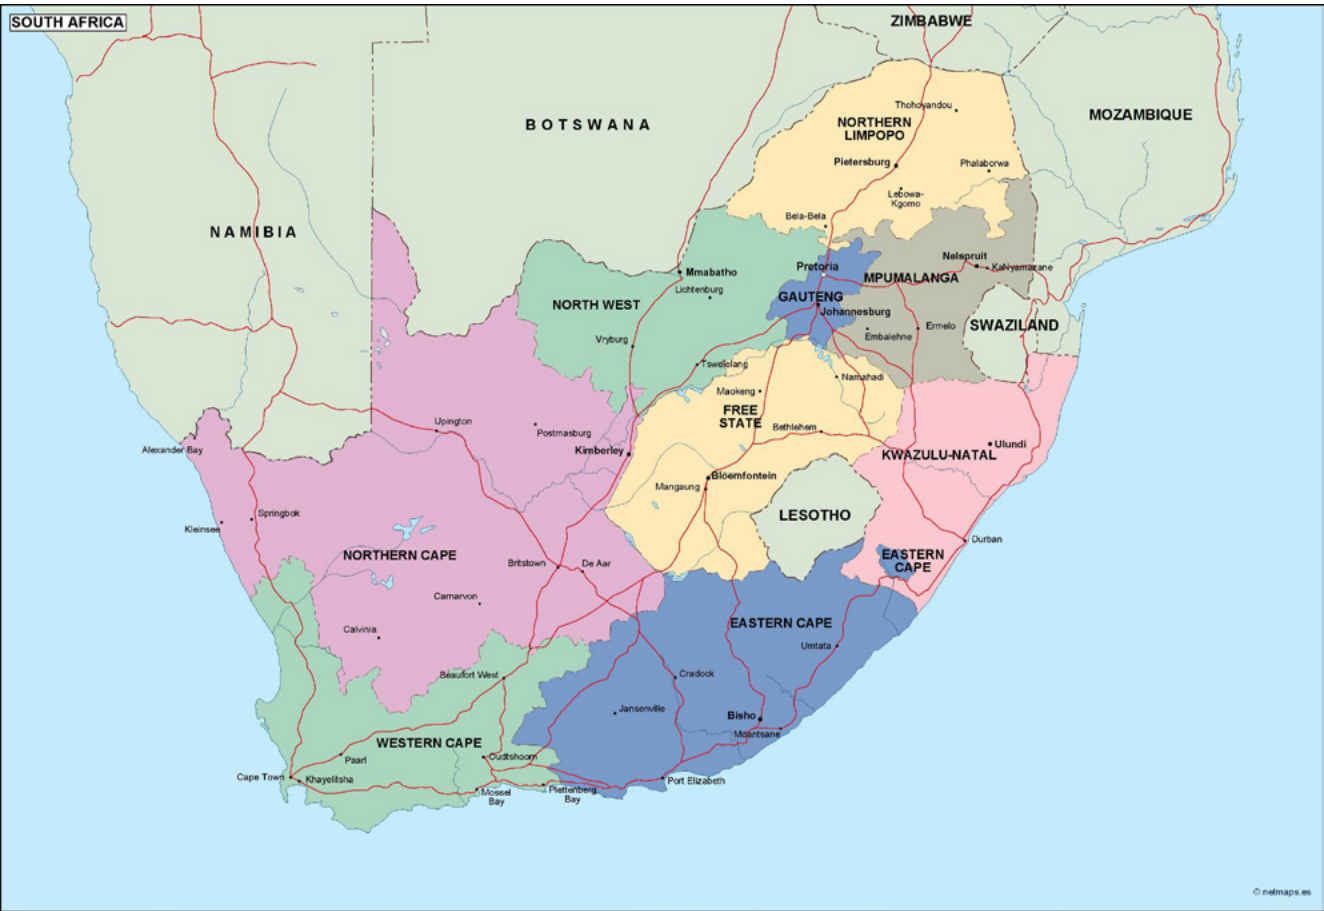 SOUTH AFRICA
ZIMBABWE
Thohoyandou
MOZAMBIQUE
BOTSWANA
NORTHERN
LIMPOPO
Pietersburg
Phalaborwa
Lebowa-
Kgomo
Bela-Bela
NAMIBIA
Nelspruit
KaNyamazane
Pretoria
Mmabatho
MPUMALANGA
Lichtenburg
GAUTENG
NORTH WEST
Johannesburg
SWAZILAND
Ermelo
Embalehne
Vryburg
Tswelelang
Namahadi
Maokeng
FREE
STATE
Upington
Postmasburg
Bethlehem
Ulundi
Alexander Bay
Kimberley
KWAZULU-NATAL
Bloemfontein
Mangaung
LESOTHO
Springbok
Kleinsee
Durban
NORTHERN CAPE
EASTERN
CAPE
Britstown
De Aar
Carnarvon
EASTERN CAPE
Calvinia
Umtata
Beaufort West
Cradock
Jansenville
Bisho
Mdantsane
WESTERN CAPE
Oudtshoorn
Paarl
Cape Town
Khayelitsha
Port Elizabeth
Mossel
Bay
Plettenberg
Bay
© netmaps.es